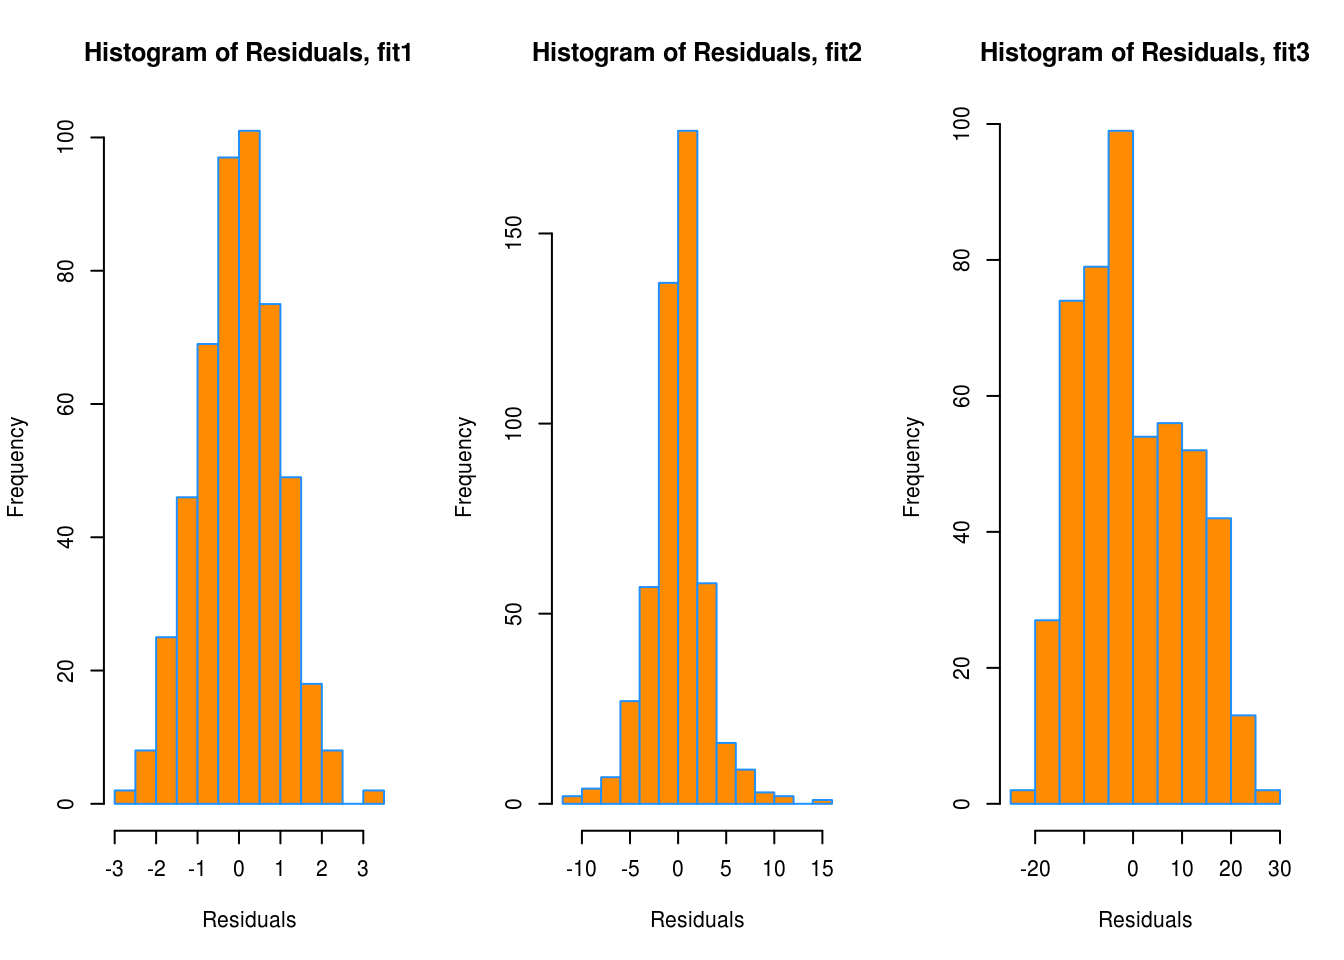 Histogram of Residuals, fit1
Frequency
100
80
60
40
20
0
-3 -2 -1 0 1 2 3
Residuals
Histogram of Residuals, fit2
Frequency
150
100
50
0
-10 -5 0 5 10 15
Residuals
Histogram of Residuals, fit3
Frequency
100
80
60
40
20
0
-20 0 10 20 30
Residuals